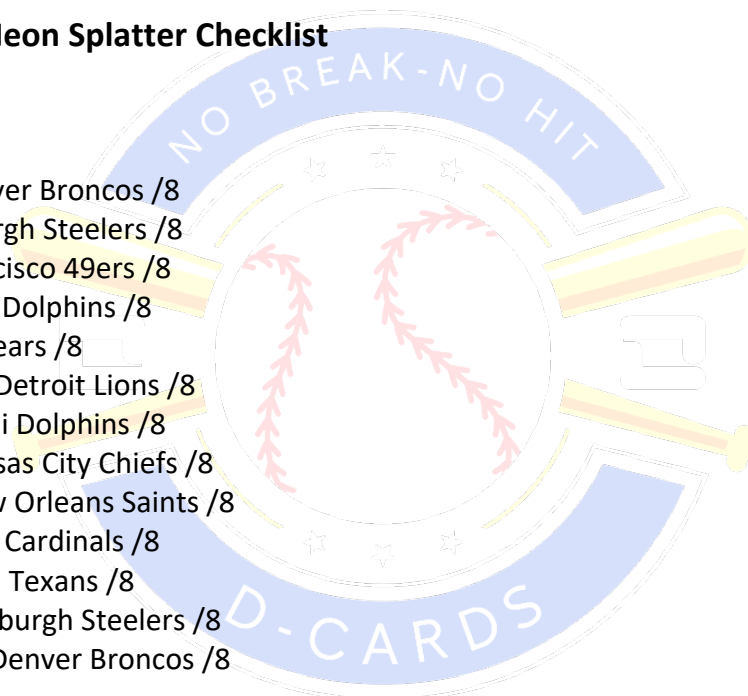 Neon Splatter Checklist
NO BREAK-NO HIT
ver Broncos /8
rgh Steelers /8
cisco 49ers /8
Dolphins /8
ears /8
Detroit Lions /8
i Dolphins /8
sas City Chiefs /8
w Orleans Saints /8
Cardinals /8
Texans /8
burgh Steelers /8
Denver Broncos /8
D-CARDS